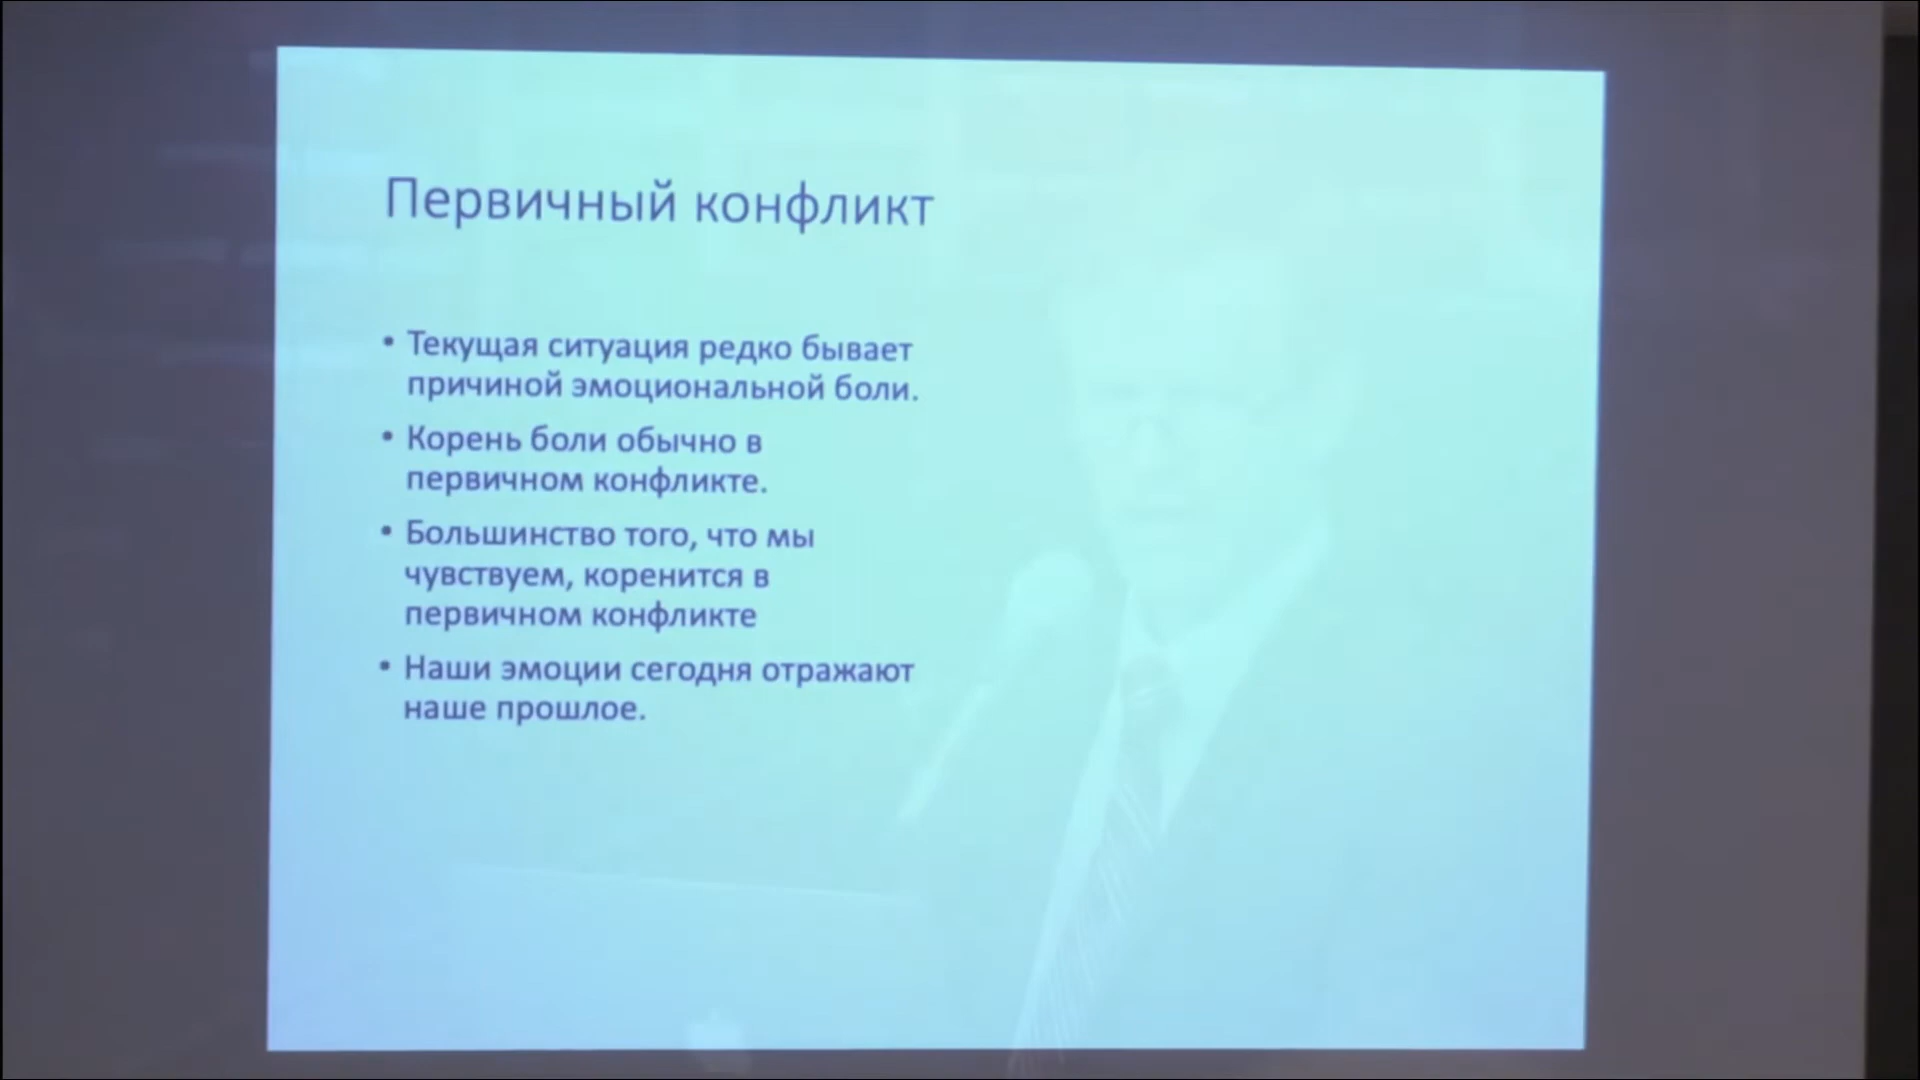 Первичный конфликт
• Текущая ситуация редко бывает
причиной эмоциональной боли.
• Корень боли обычно в
первичном конфликте.
• Большинство того, что мы
чувствуем, коренится в
первичном конфликте
• Наши эмоции сегодня отражают
наше прошлое.